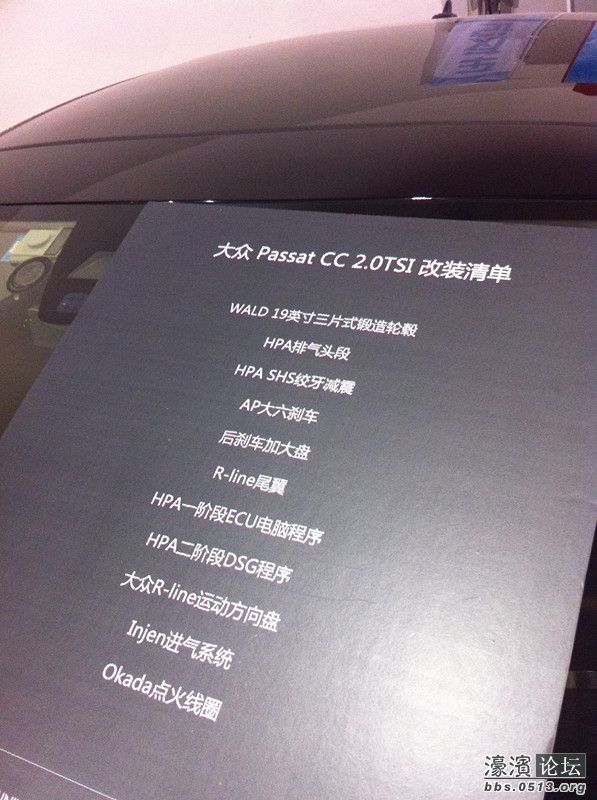 大众 Passat CC 2.0TSI 改装清单
WALD 19英寸三片式锻造轮毂
HPA排气头段
HPA SHS绞牙减震
AP大六刹车
后刹车加大盘
R-line尾翼
HPA一阶段ECU电脑程序
HPA二阶段DSG程序
大众R-line运动方向盘
Injen进气系统
Okada点火线圈
濠滨论坛
bbs.0513.org